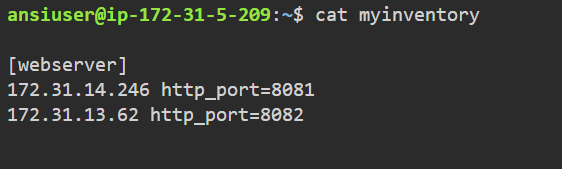 ansiuser@ip-172-31-5-209:~$ cat myinventory
[webserver]
172.31.14.246 http_port=8081
172.31.13.62 http_port=8082